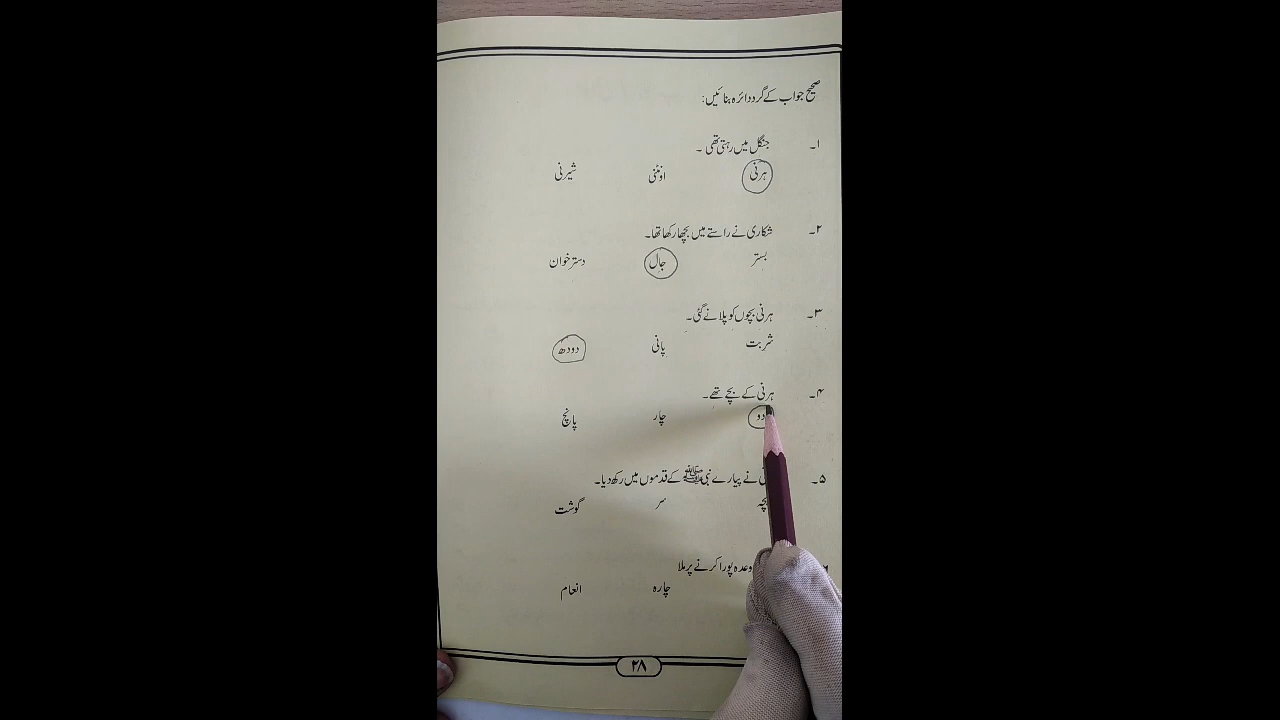 صحیح جواب کے گرد دائرہ بنائیں:
۱۔ جنگل میں رہتی تھی ۔
ہرنی اونٹنی شیرنی
۲۔ شکاری نے راستے میں بچھا رکھا تھا۔
بستر جال دسترخوان
۳۔ ہرنی بچوں کو پلانے گئی۔
شربت پانی دودھ
۴۔ ہرنی کے بچے تھے۔
دو چار پانچ
۵۔ نے پیارے نبی ﷺ کے قدموں میں رکھ دیا۔
بچہ سر گوشت
وعدہ پورا کرنے پر ملا
چارہ انعام
۲۸